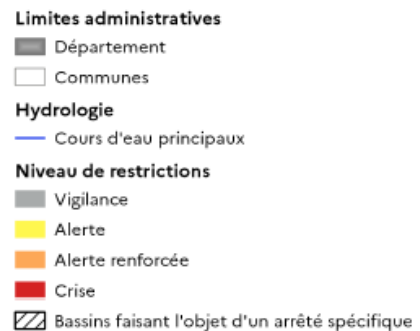 Limites administratives
Département
Communes
Hydrologie
Cours d'eau principaux
Niveau de restrictions
Vigilance
Alerte
Alerte renforcée
Crise
Bassins faisant l'objet d'un arrêté spécifique